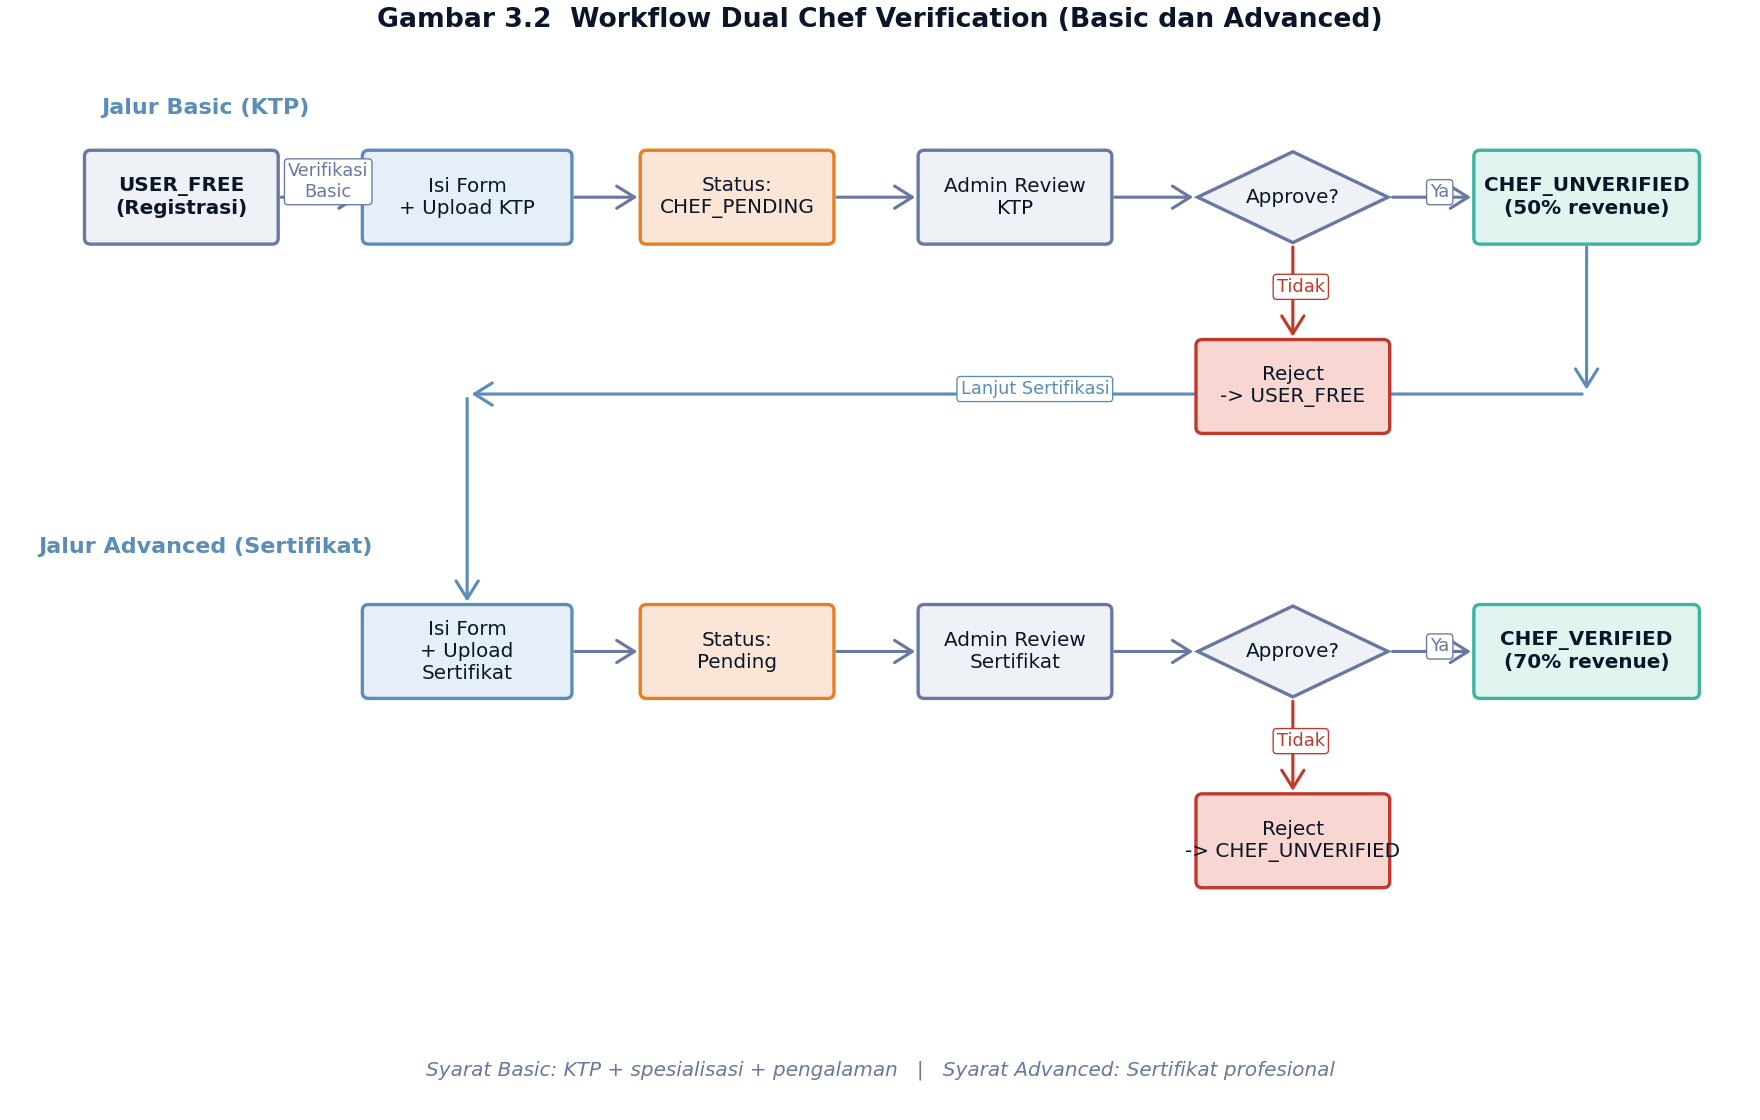 Gambar 3.2  Workflow Dual Chef Verification (Basic dan Advanced)
Jalur Basic (KTP)
USER_FREE
(Registrasi)
Verifikasi
Basic
Isi Form
+ Upload KTP
Status:
CHEF_PENDING
Admin Review
KTP
Approve?
Ya
CHEF_UNVERIFIED
(50% revenue)
Tidak
Reject
-> USER_FREE
Lanjut Sertifikasi
Jalur Advanced (Sertifikat)
Isi Form
+ Upload
Sertifikat
Status:
Pending
Admin Review
Sertifikat
Approve?
Ya
CHEF_VERIFIED
(70% revenue)
Tidak
Reject
-> CHEF_UNVERIFIED
Syarat Basic: KTP + spesialisasi + pengalaman   |   Syarat Advanced: Sertifikat profesional